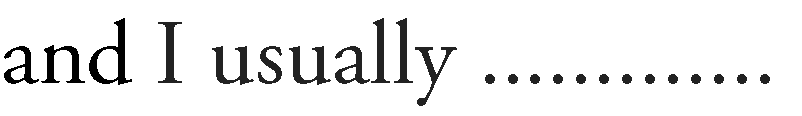 and I usually .............